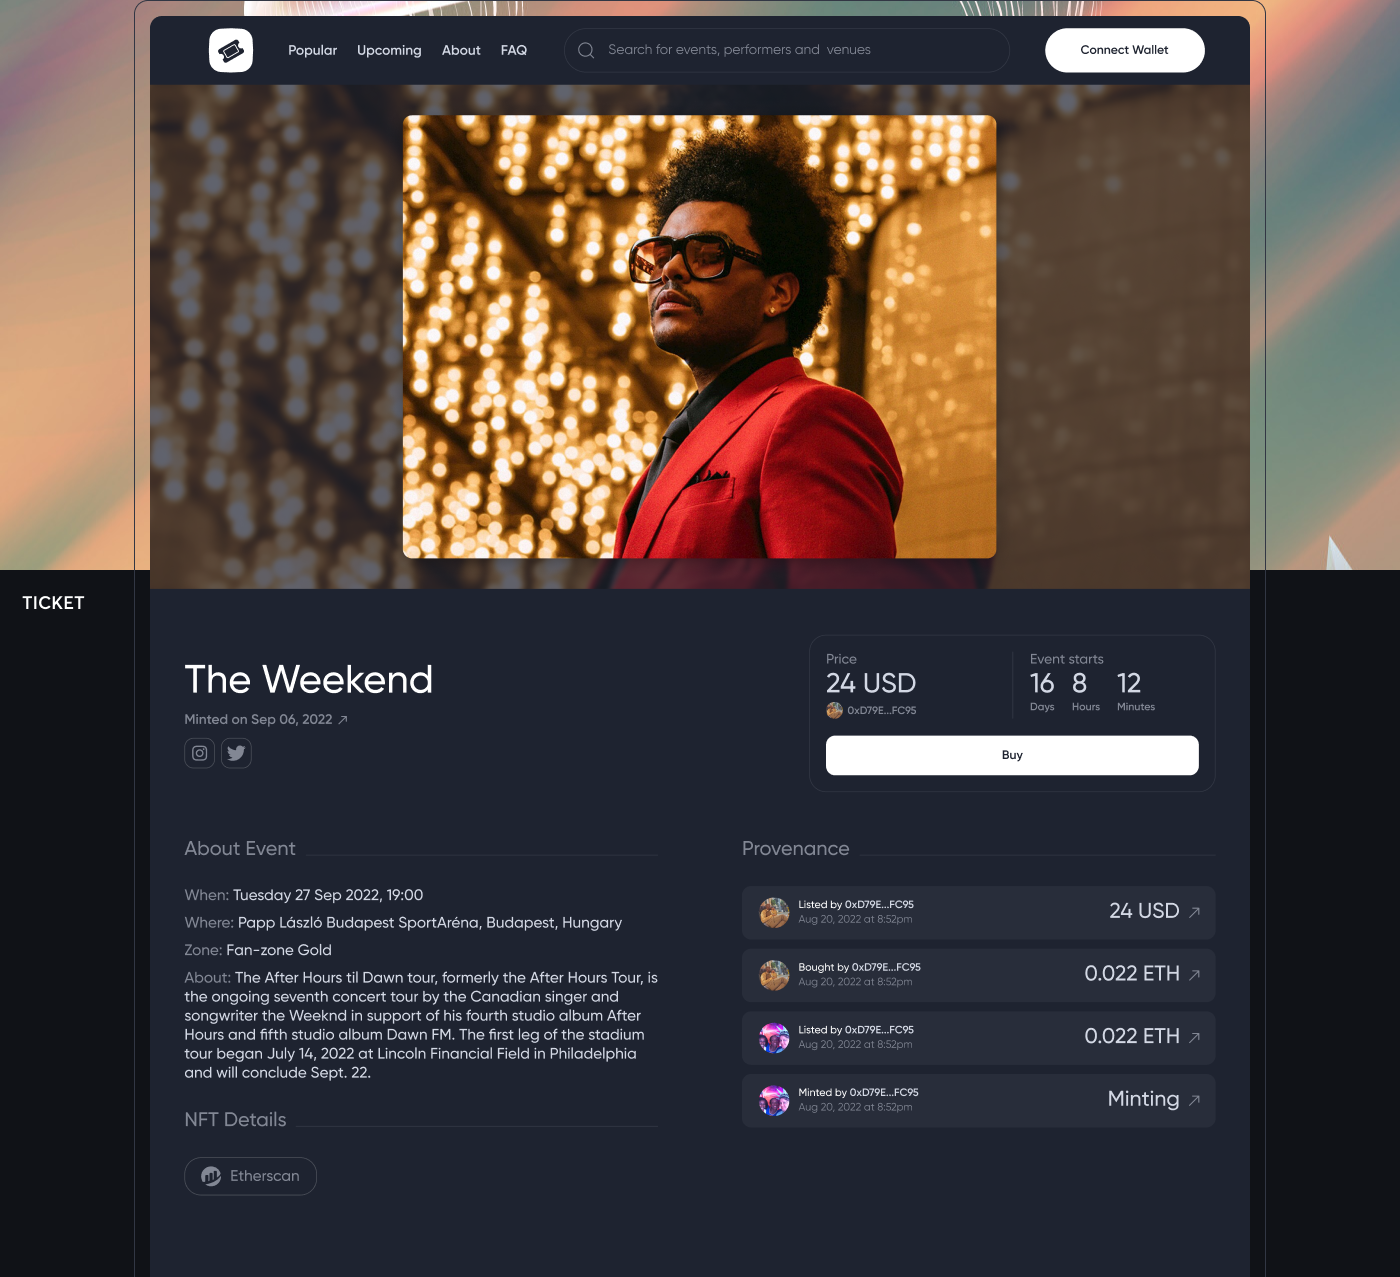 Popular Upcoming About FAQ
Search for events, performers and venues
Connect Wallet
TICKET
The Weekend
Minted on Sep 06, 2022
Price
24 USD
0xD79E...FC95
Event starts
16 8 12
Days Hours Minutes
Buy
About Event
When: Tuesday 27 Sep 2022, 19:00
Where: Papp László Budapest SportAréna, Budapest, Hungary
Zone: Fan-zone Gold
About: The After Hours til Dawn tour, formerly the After Hours Tour, is
the ongoing seventh concert tour by the Canadian singer and
songwriter the Weeknd in support of his fourth studio album After
Hours and fifth studio album Dawn FM. The first leg of the stadium
tour began July 14, 2022 at Lincoln Financial Field in Philadelphia
and will conclude Sept. 22.
NFT Details
Etherscan
Provenance
Listed by 0xD79E...FC95
Aug 20, 2022 at 8:52pm
24 USD
Bought by 0xD79E...FC95
Aug 20, 2022 at 8:52pm
0.022 ETH
Listed by 0xD79E...FC95
Aug 20, 2022 at 8:52pm
0.022 ETH
Minted by 0xD79E...FC95
Aug 20, 2022 at 8:52pm
Minting